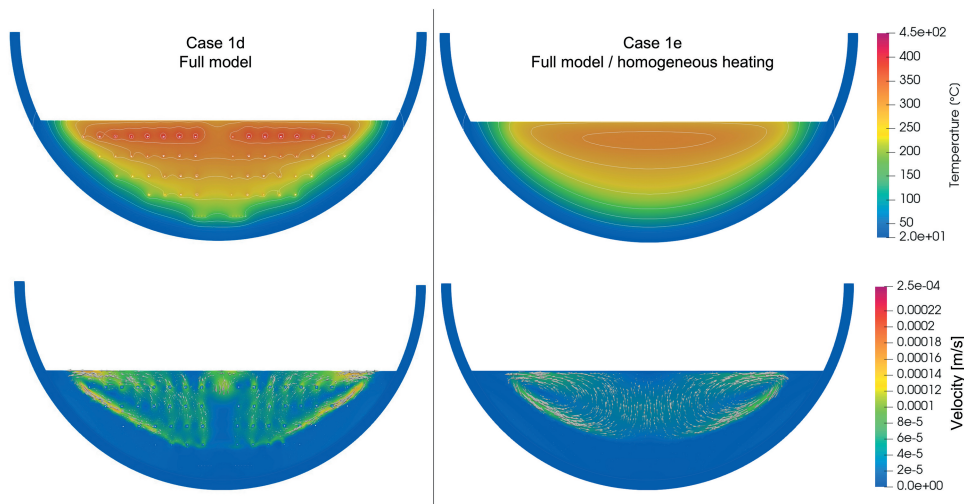 Case 1d
Full model
Case 1e
Full model / homogeneous heating
4.5e+02
400
350
300
250
200
150
100
50
2.0e+01
Temperature (°C)
2.5e-04
0.00022
0.0002
0.00018
0.00016
0.00014
0.00012
0.0001
8e-5
6e-5
4e-5
2e-5
0.0e+00
Velocity [m/s]